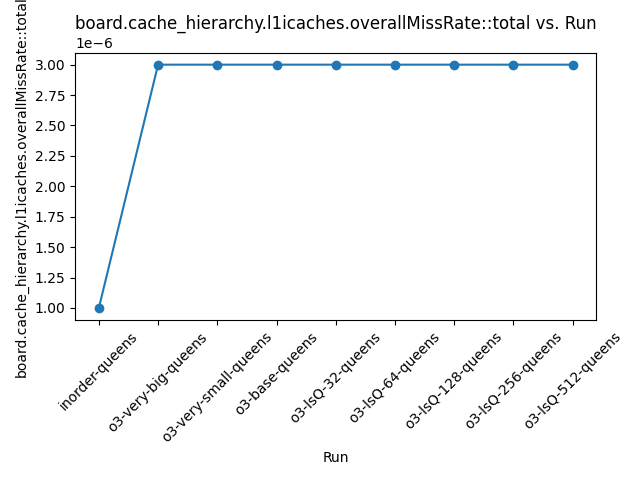 board.cache_hierarchy.l1icaches.overallMissRate::total vs. Run
1e−6
3.00
2.75
2.50
2.25
2.00
1.75
1.50
1.25
1.00
board.cache_hierarchy.l1icaches.overallMissRate::total
inorder-queens
o3-very-big-queens
o3-very-small-queens
o3-base-queens
o3-lsQ-32-queens
o3-lsQ-64-queens
o3-lsQ-128-queens
o3-lsQ-256-queens
o3-lsQ-512-queens
Run